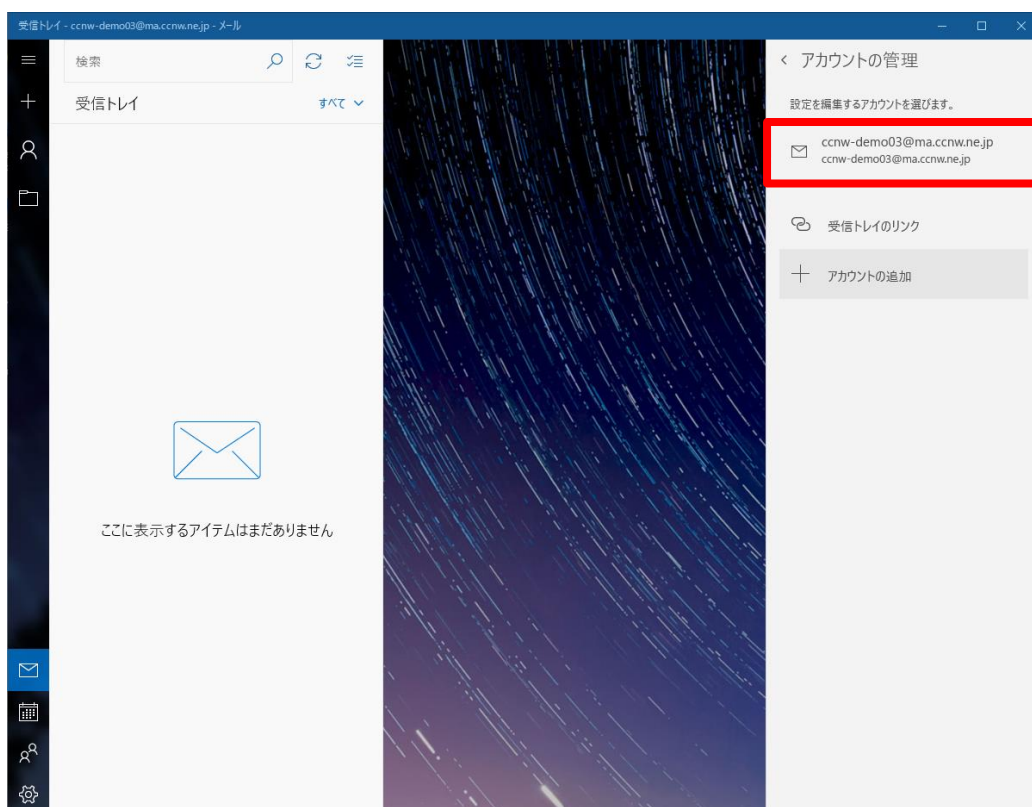 受信トレイ - ccnw-demo03@ma.ccnw.ne.jp - メール
検索
受信トレイ
すべて
ここに表示するアイテムはまだありません
アカウントの管理
設定を編集するアカウントを選びます。
ccnw-demo03@ma.ccnw.ne.jp
ccnw-demo03@ma.ccnw.ne.jp
受信トレイのリンク
アカウントの追加